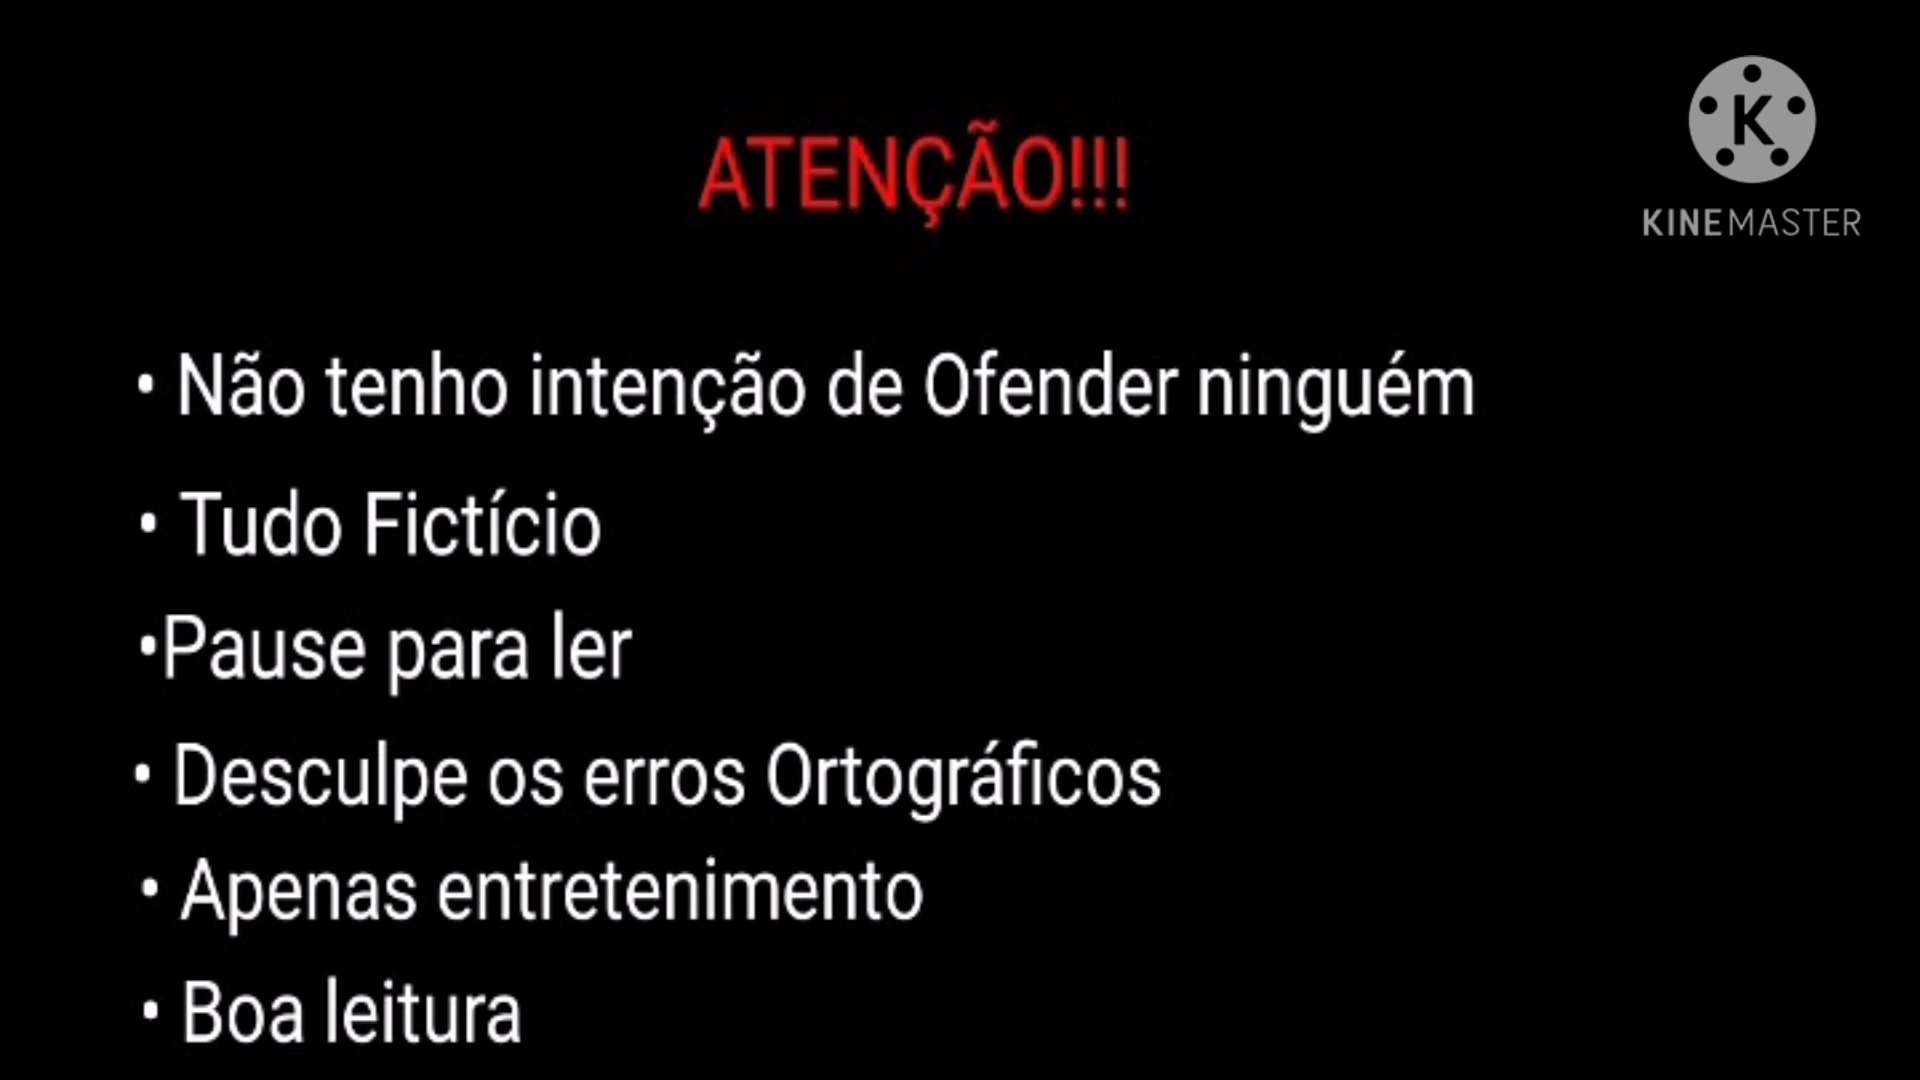 ATENÇÃO!!!
K
KINEMASTER
• Não tenho intenção de Ofender ninguém
• Tudo Fictício
•Pause para ler
• Desculpe os erros Ortográficos
• Apenas entretenimento
• Boa leitura